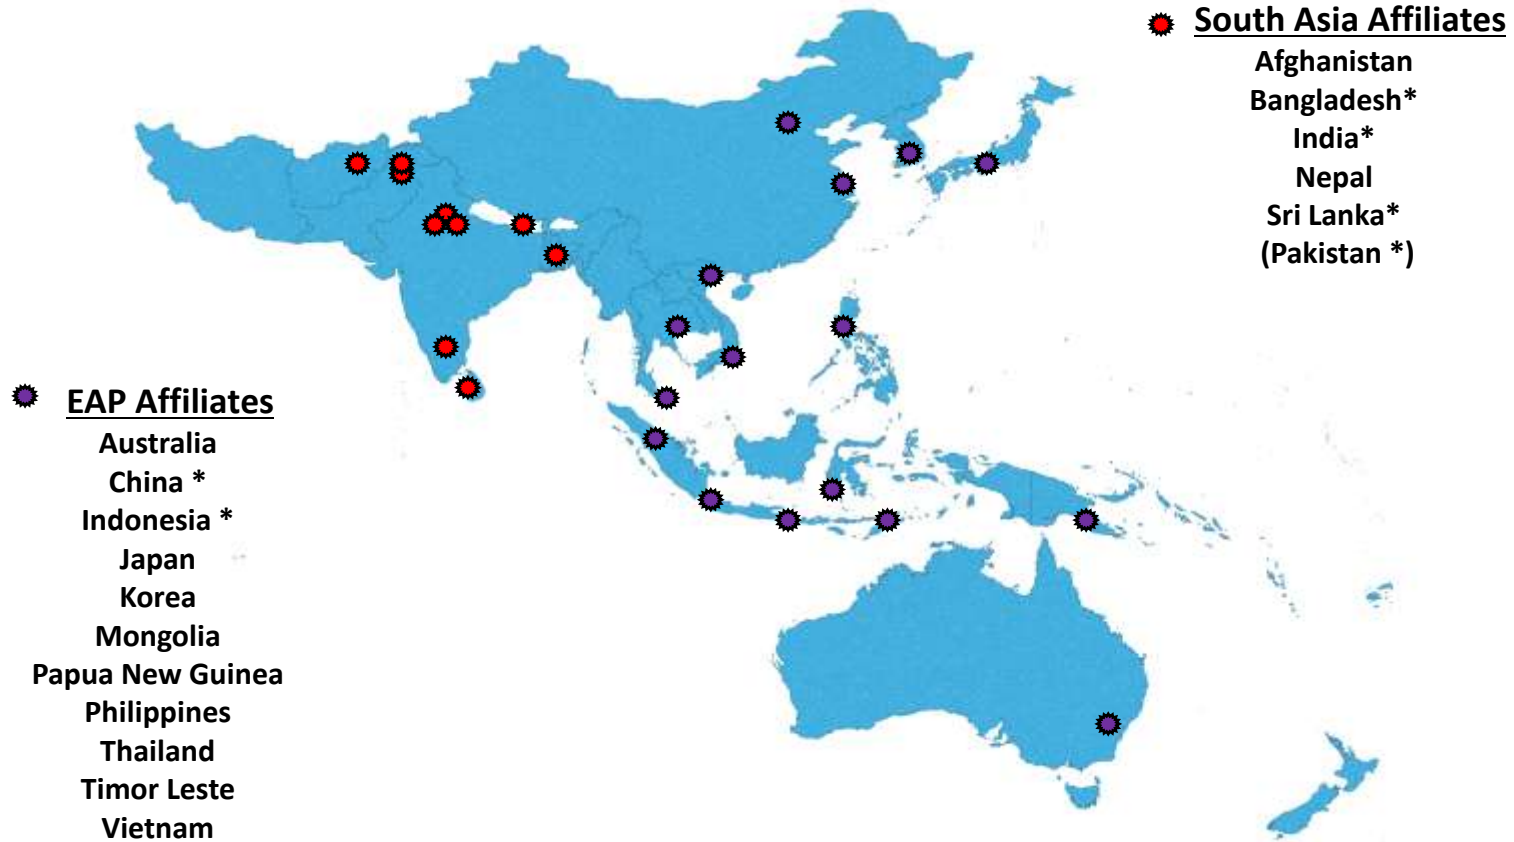 South Asia Affiliates
Afghanistan
Bangladesh*
India*
Nepal
Sri Lanka*
(Pakistan *)
EAP Affiliates
Australia
China *
Indonesia *
Japan
Korea
Mongolia
Papua New Guinea
Philippines
Thailand
Timor Leste
Vietnam